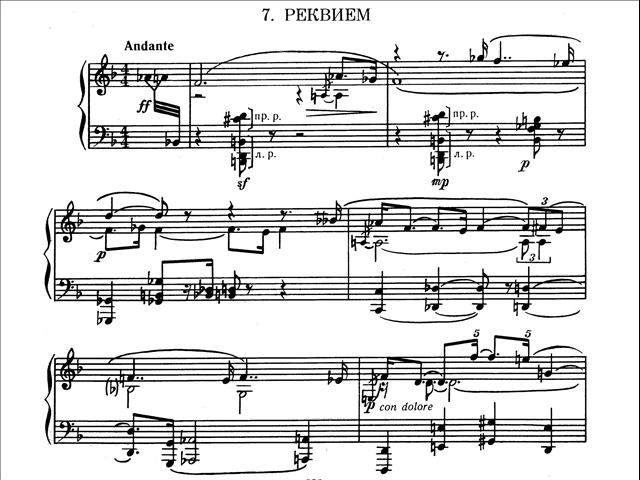 7. РЕКВИЕМ
Andante
ff
пр. р.
л. р.
sf
пр. р.
л. р.
mp
p
p
3
3
5
5
p con dolore